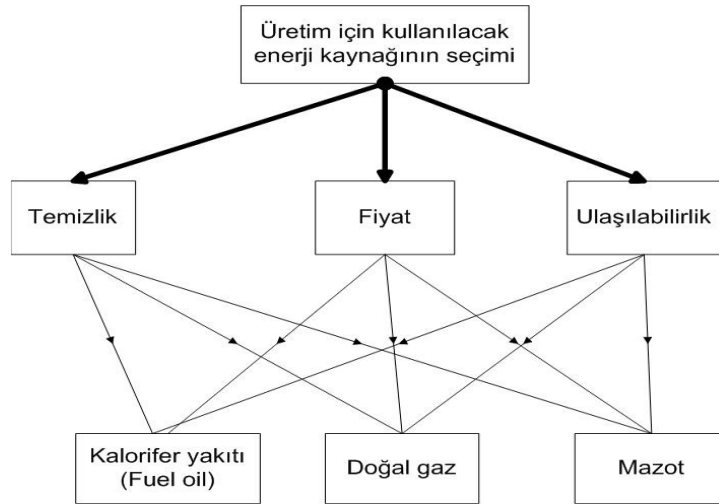 Üretim için kullanılacak
enerji kaynağının seçimi
Temizlik
Fiyat
Ulaşılabilirlik
Kalorifer yakıtı
(Fuel oil)
Doğal gaz
Mazot